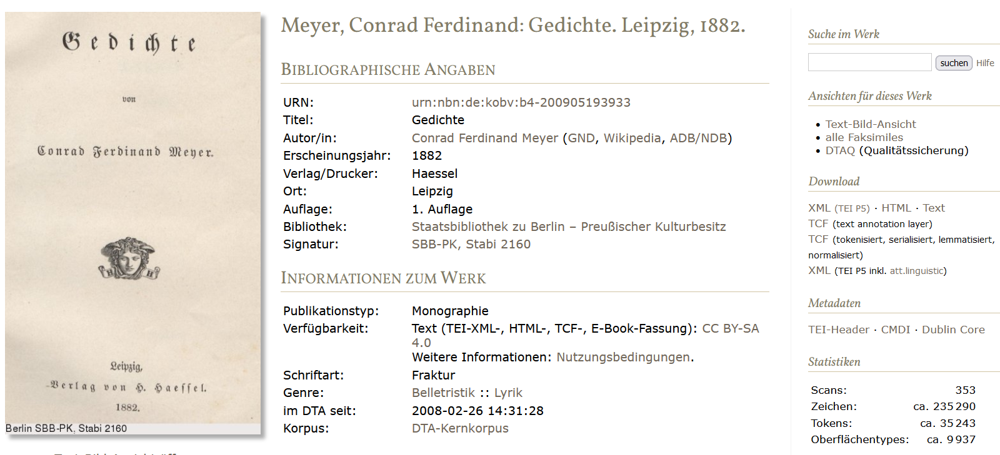 Gedichte
von
Conrad Ferdinand Meyer.
H H
Leipzig,
Verlag von H. Haessel.
1882.
Berlin SBB-PK, Stabi 2160
Meyer, Conrad Ferdinand: Gedichte. Leipzig, 1882.
Bibliographische Angaben
URN: urn:nbn:de:kobv:b4-200905193933
Titel: Gedichte
Autor/in: Conrad Ferdinand Meyer (GND, Wikipedia, ADB/NDB)
Erscheinungsjahr: 1882
Verlag/Drucker: Haessel
Ort: Leipzig
Auflage: 1. Auflage
Bibliothek: Staatsbibliothek zu Berlin – Preußischer Kulturbesitz
Signatur: SBB-PK, Stabi 2160
Informationen zum Werk
Publikationstyp: Monographie
Verfügbarkeit: Text (TEI-XML-, HTML-, TCF-, E-Book-Fassung): CC BY-SA
4.0
Weitere Informationen: Nutzungsbedingungen.
Schriftart: Fraktur
Genre: Belletristik :: Lyrik
im DTA seit: 2008-02-26 14:31:28
Korpus: DTA-Kernkorpus
Suche im Werk
suchen Hilfe
Ansichten für dieses Werk
• Text-Bild-Ansicht
• alle Faksimiles
• DTAQ (Qualitätssicherung)
Download
XML (TEI P5) · HTML · Text
TCF (text annotation layer)
TCF (tokenisiert, serialisiert, lemmatisiert,
normalisiert)
XML (TEI P5 inkl. att.linguistic)
Metadaten
TEI-Header · CMDI · Dublin Core
Statistiken
Scans: 353
Zeichen: ca. 235 290
Tokens: ca. 35 243
Oberflächentypes: ca. 9 937